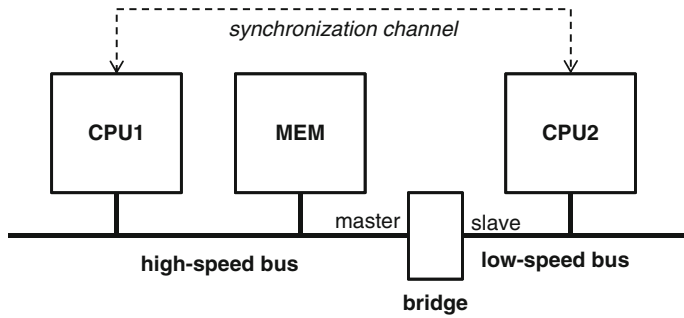 synchronization channel
CPU1
MEM
CPU2
master
slave
high-speed bus
low-speed bus
bridge